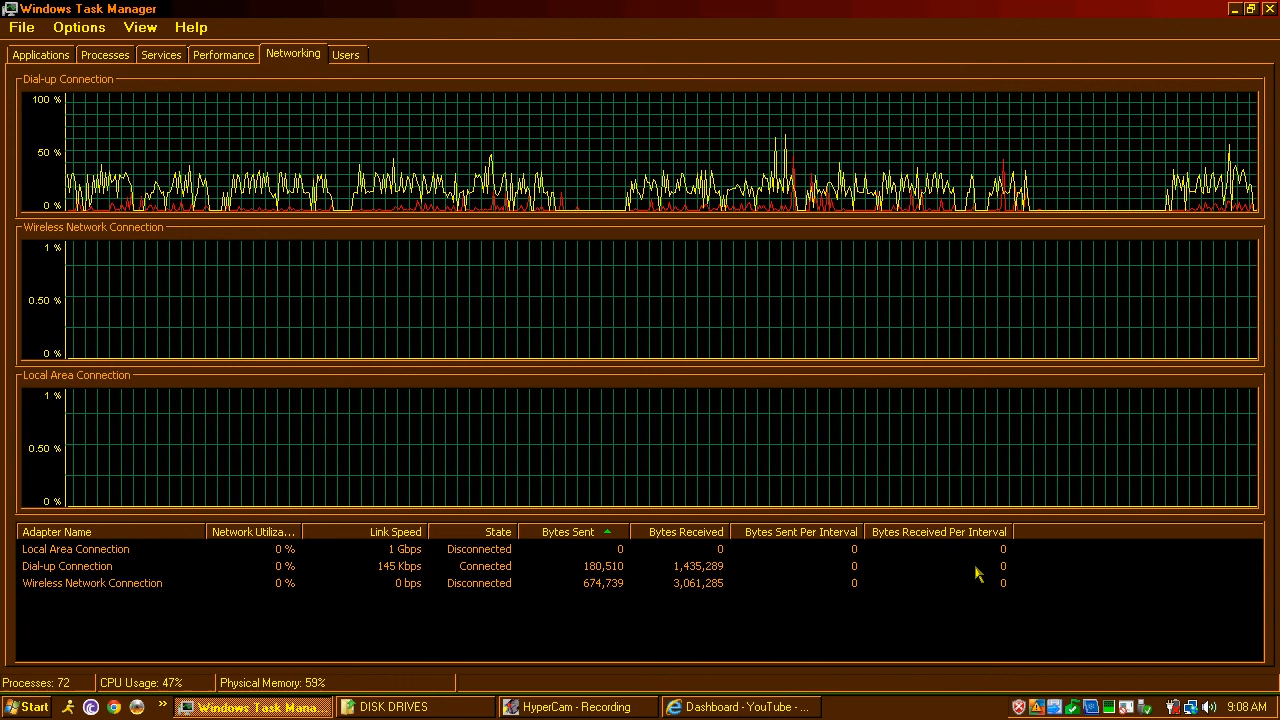 Windows Task Manager
File Options View Help
Applications Processes Services Performance Networking Users
Dial-up Connection
100 %
50 %
0 %
Wireless Network Connection
1 %
0.50 %
0 %
Local Area Connection
1 %
0.50 %
0 %
Adapter Name Network Utiliza... Link Speed State Bytes Sent Bytes Received Bytes Sent Per Interval Bytes Received Per Interval
Local Area Connection 0 % 1 Gbps Disconnected 0 0 0 0
Dial-up Connection 0 % 145 Kbps Connected 180,510 1,435,289 0 0
Wireless Network Connection 0 % 0 bps Disconnected 674,739 3,061,285 0 0
Processes: 72 CPU Usage: 47% Physical Memory: 59%
Start » Windows Task Mana... DISK DRIVES HyperCam - Recording Dashboard - YouTube - ... 9:08 AM